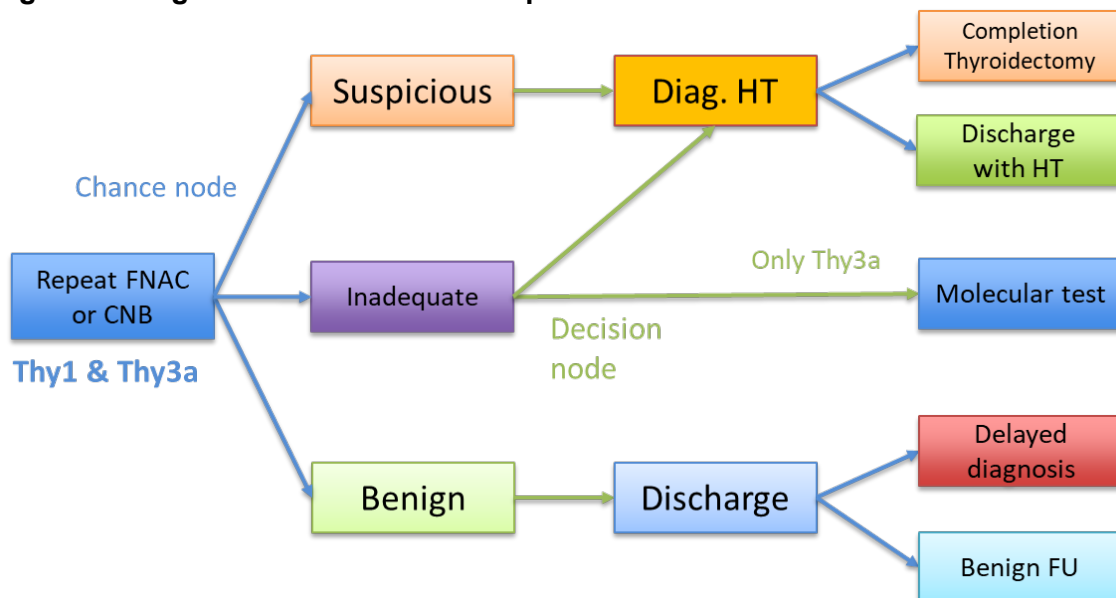 Completion
Thyroidectomy
Suspicious
Diag. HT
Discharge
with HT
Chance node
Repeat FNAC
or CNB
Inadequate
Only Thy3a
Molecular test
Decision
node
Thy1 & Thy3a
Delayed
diagnosis
Benign
Discharge
Benign FU